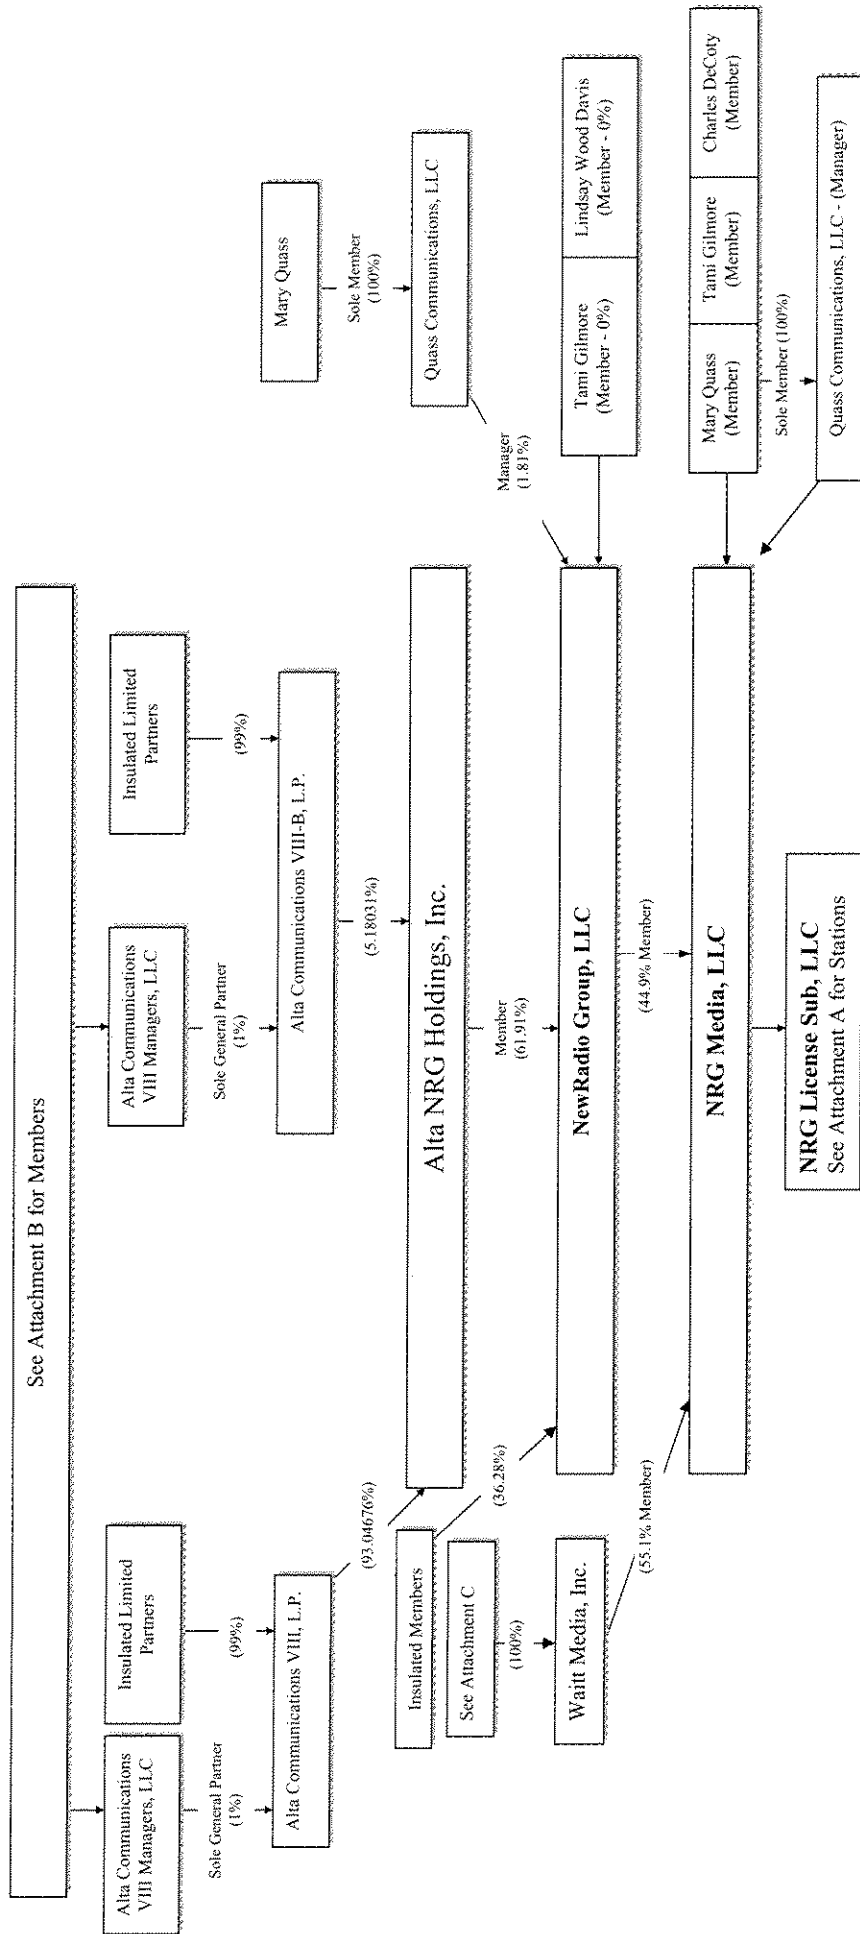 See Attachment B for Members
Alta Communications
VIII Managers, LLC
Insulated Limited
Partners
Alta Communications
VIII Managers, LLC
Insulated Limited
Partners
Sole General Partner
(1%)
(99%)
Sole General Partner
(1%)
(99%)
Alta Communications VIII, L.P.
Alta Communications VIII-B, L.P.
Mary Quass
(93.04676%)
(5.18031%)
Sole Member
(100%)
Insulated Members
Alta NRG Holdings, Inc.
Quass Communications, LLC
See Attachment C
(100%)
(36.28%)
Member
(61.91%)
Manager
(1.81%)
Waitt Media, Inc.
NewRadio Group, LLC
Tami Gilmore
(Member - 0%)
Lindsay Wood Davis
(Member - 0%)
(55.1% Member)
(44.9% Member)
NRG Media, LLC
Mary Quass
(Member)
Tami Gilmore
(Member)
Charles DeCoty
(Member)
Sole Member (100%)
NRG License Sub, LLC
See Attachment A for Stations
Quass Communications, LLC - (Manager)